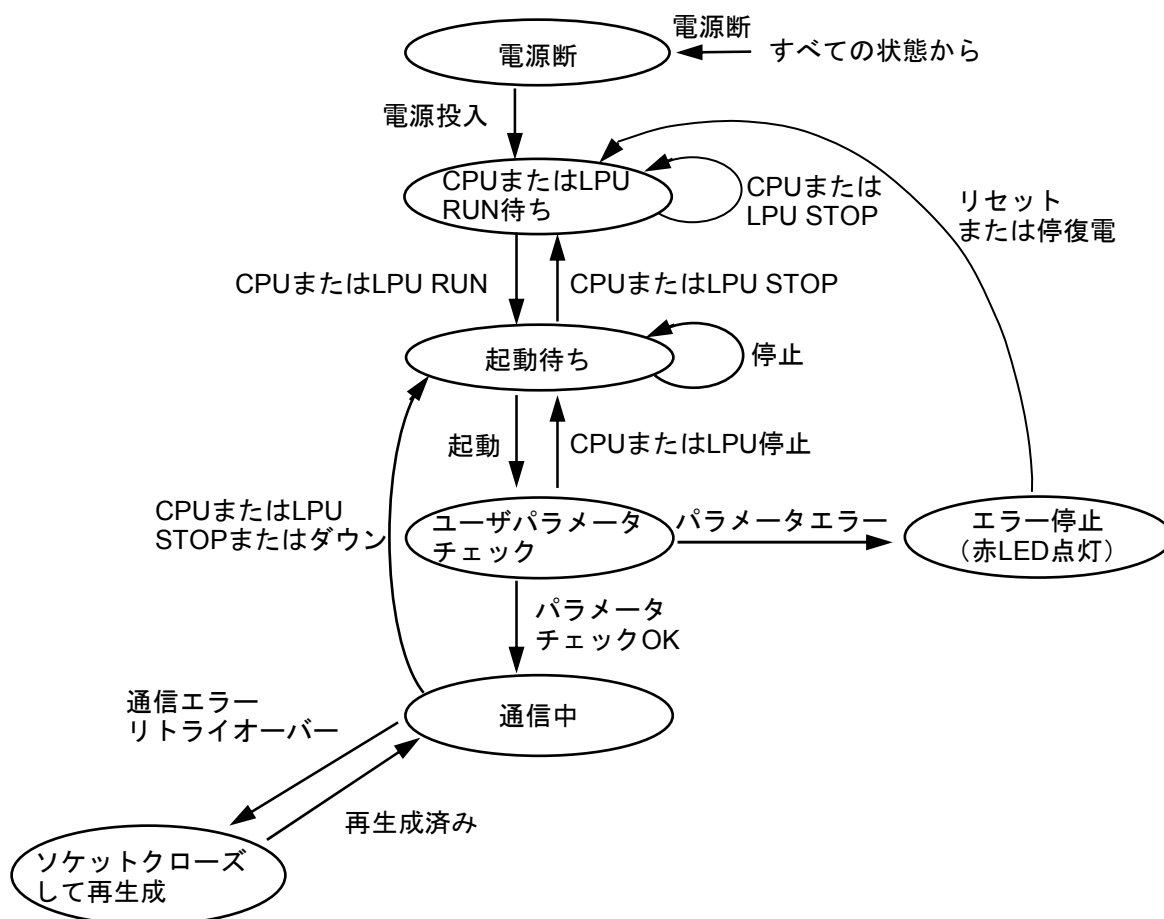 電源断
電源断
すべての状態から
電源投入
CPUまたはLPU
RUN待ち
CPUまたは
LPU STOP
リセット
または停復電
CPUまたはLPU RUN
CPUまたはLPU STOP
起動待ち
停止
起動
CPUまたはLPU停止
CPUまたはLPU
STOPまたはダウン
ユーザパラメータ
チェック
パラメータエラー
エラー停止
（赤LED点灯）
パラメータ
チェックOK
通信エラー
リトライオーバー
通信中
再生成済み
ソケットクローズ
して再生成